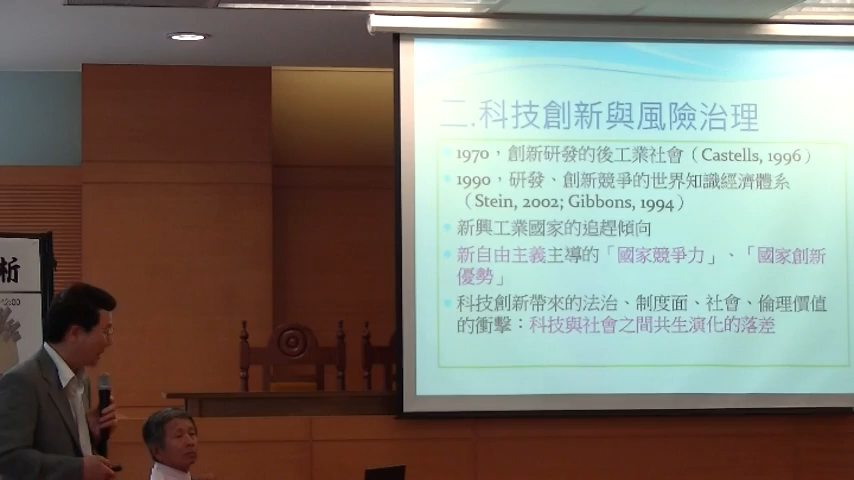 二.科技創新與風險治理
1970，創新研發的後工業社會（Castells, 1996）
1990，研發、創新競爭的世界知識經濟體系
（Stein, 2002; Gibbons, 1994）
新興工業國家的追趕傾向
新自由主義主導的「國家競爭力」、「國家創新
優勢」
科技創新帶來的法治、制度面、社會、倫理價值
的衝擊：科技與社會之間共生演化的落差
析
12:00